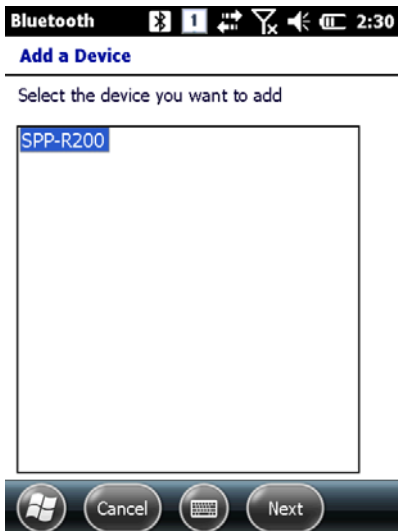 Bluetooth 1 2:30
Add a Device
Select the device you want to add
SPP-R200
Cancel Next